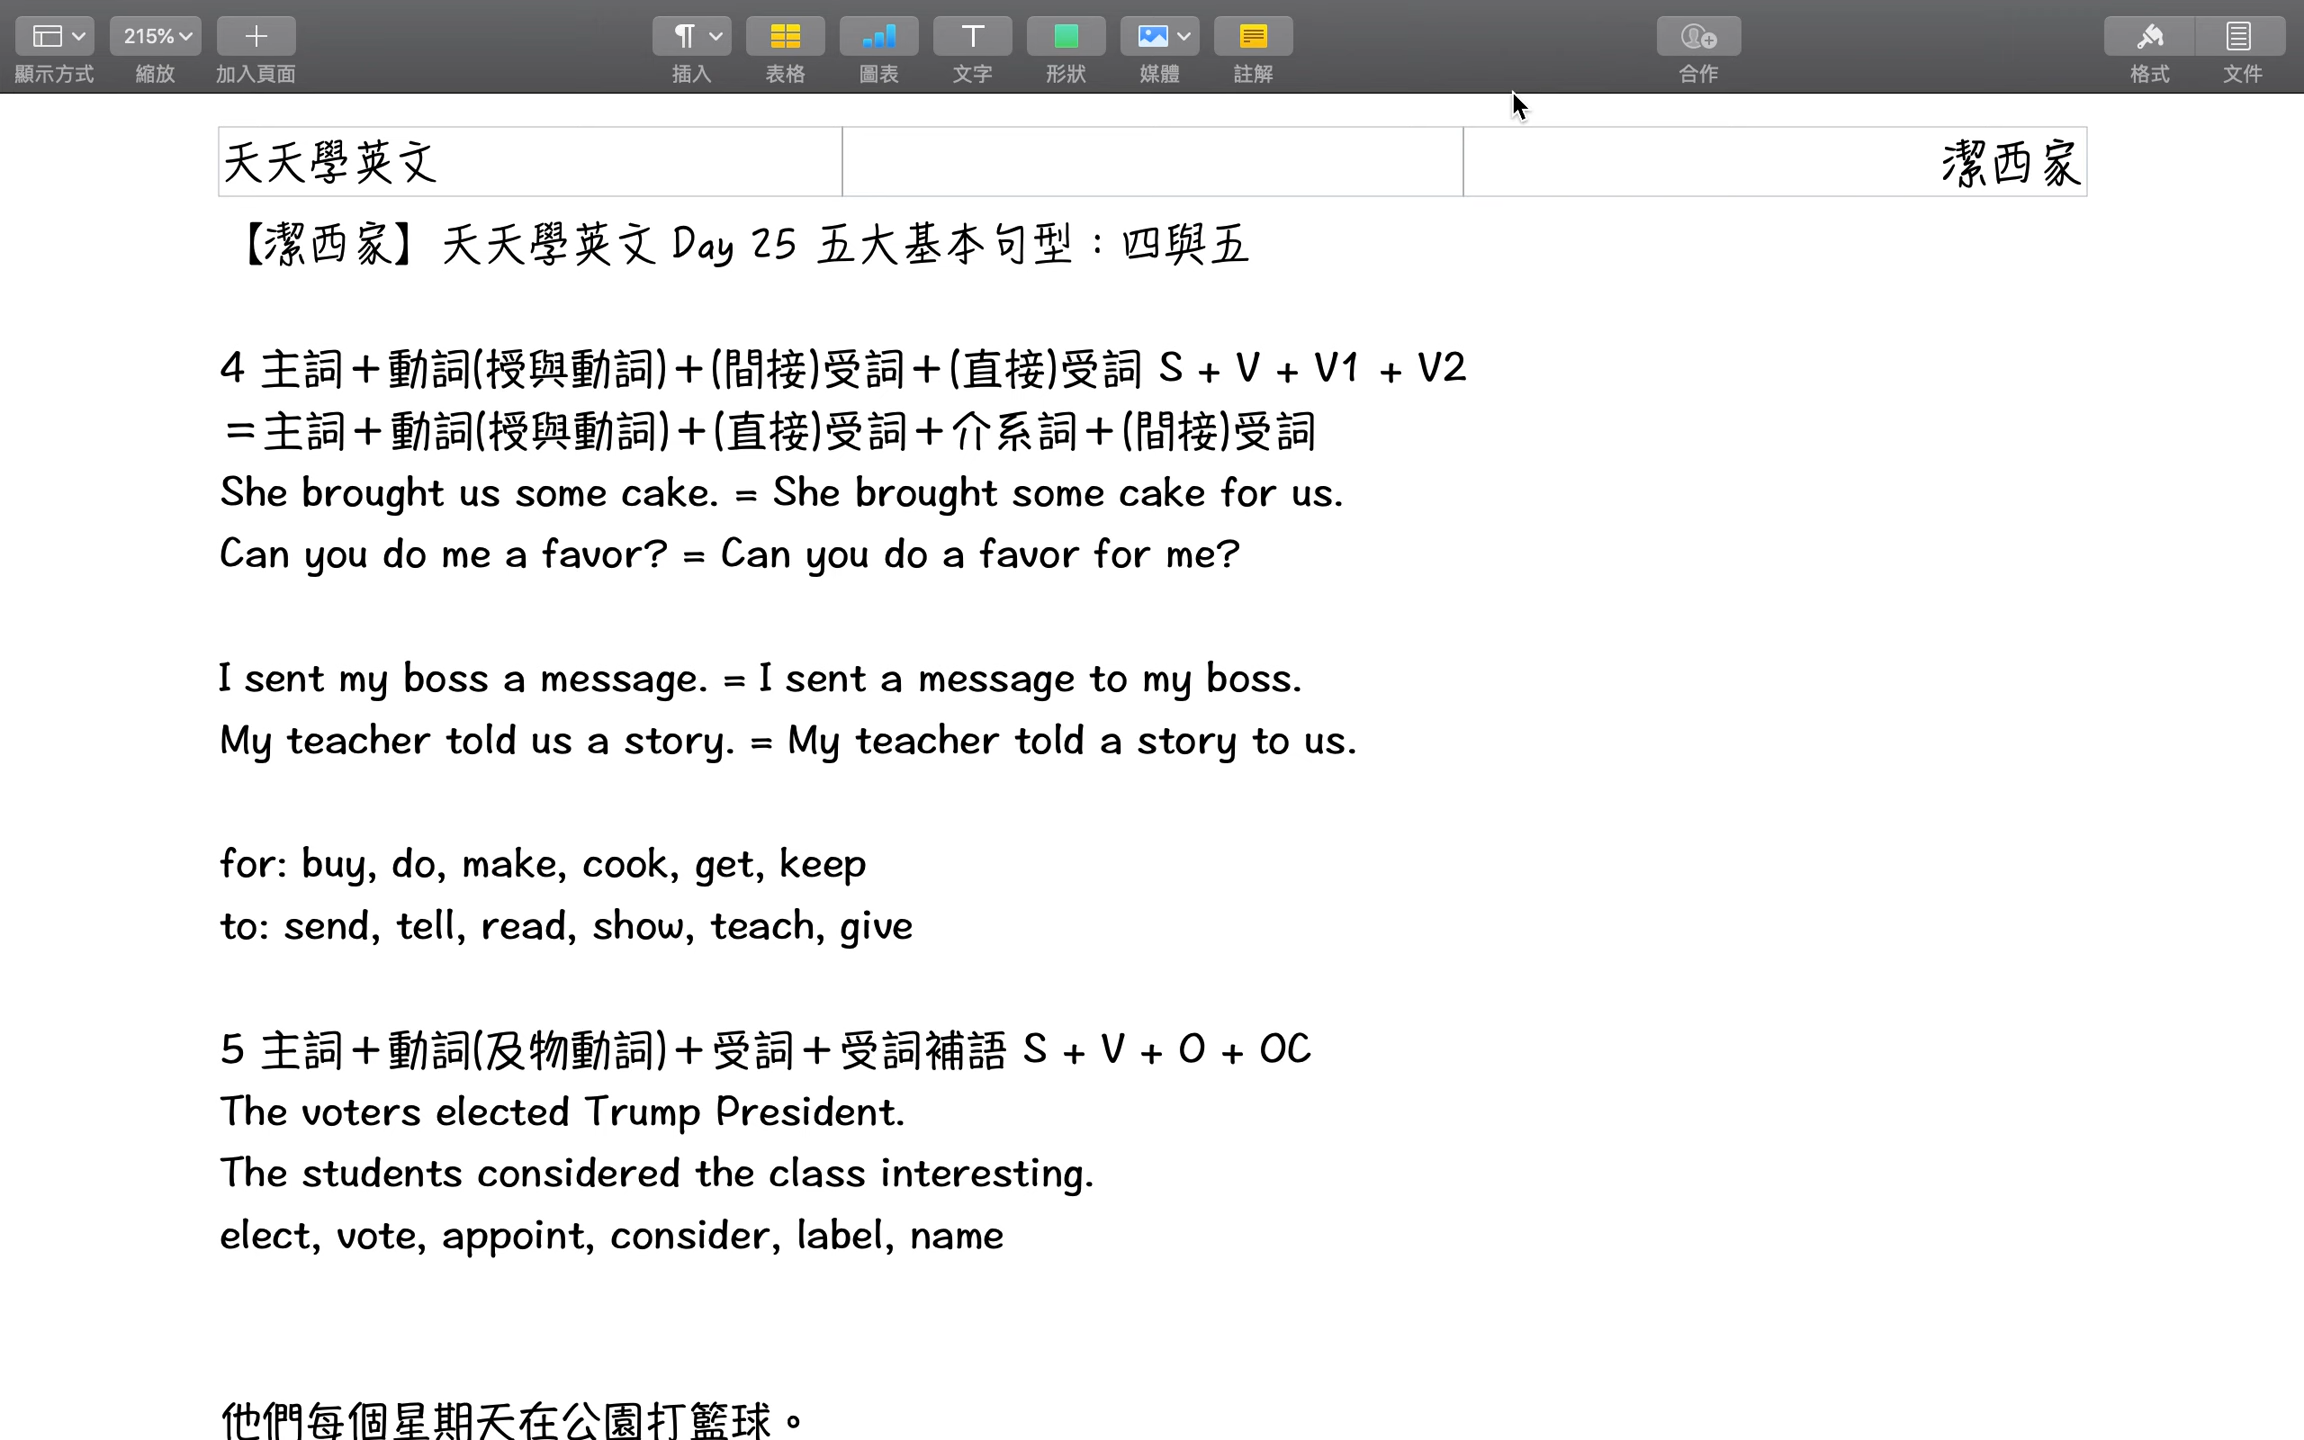 215%
顯示方式 縮放 加入頁面 插入 表格 圖表 文字 形狀 媒體 註解 合作 格式 文件
天天學英文 潔西家
【潔西家】天天學英文 Day 25 五大基本句型：四與五
4 主詞＋動詞(授與動詞)＋(間接)受詞＋(直接)受詞 S + V + V1 + V2
＝主詞＋動詞(授與動詞)＋(直接)受詞＋介系詞＋(間接)受詞
She brought us some cake. = She brought some cake for us.
Can you do me a favor? = Can you do a favor for me?
I sent my boss a message. = I sent a message to my boss.
My teacher told us a story. = My teacher told a story to us.
for: buy, do, make, cook, get, keep
to: send, tell, read, show, teach, give
5 主詞＋動詞(及物動詞)＋受詞＋受詞補語 S + V + O + OC
The voters elected Trump President.
The students considered the class interesting.
elect, vote, appoint, consider, label, name
他們每個星期天在公園打籃球。